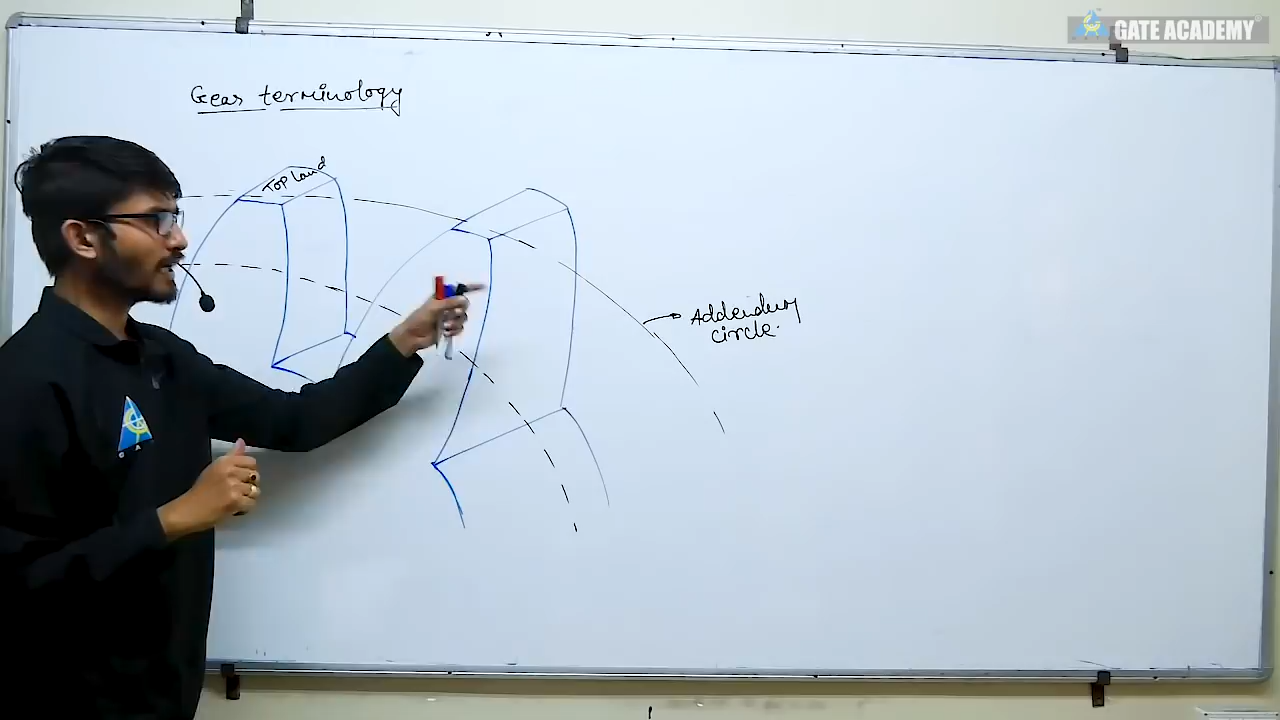 GATE ACADEMY
Gear terminology
Top Land
Addendum
circle.
G A